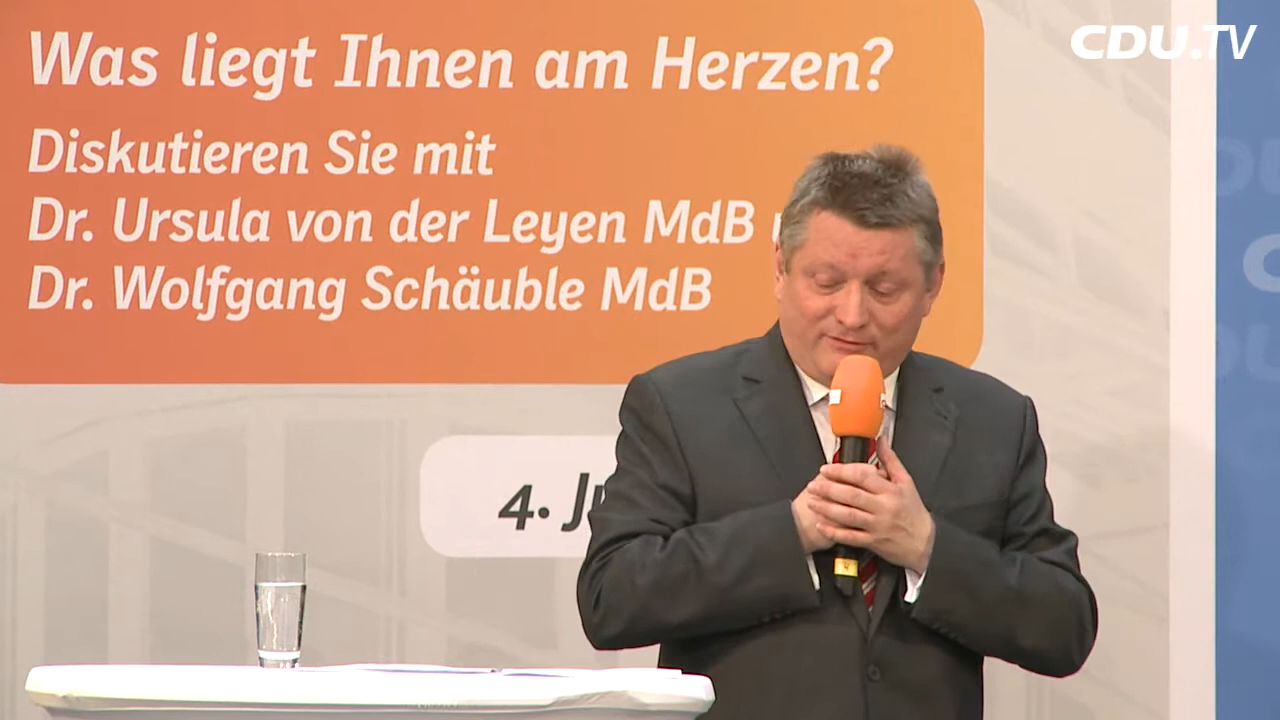 CDU.TV
Was liegt Ihnen am Herzen?
Diskutieren Sie mit
Dr. Ursula von der Leyen MdB
Dr. Wolfgang Schäuble MdB
4.